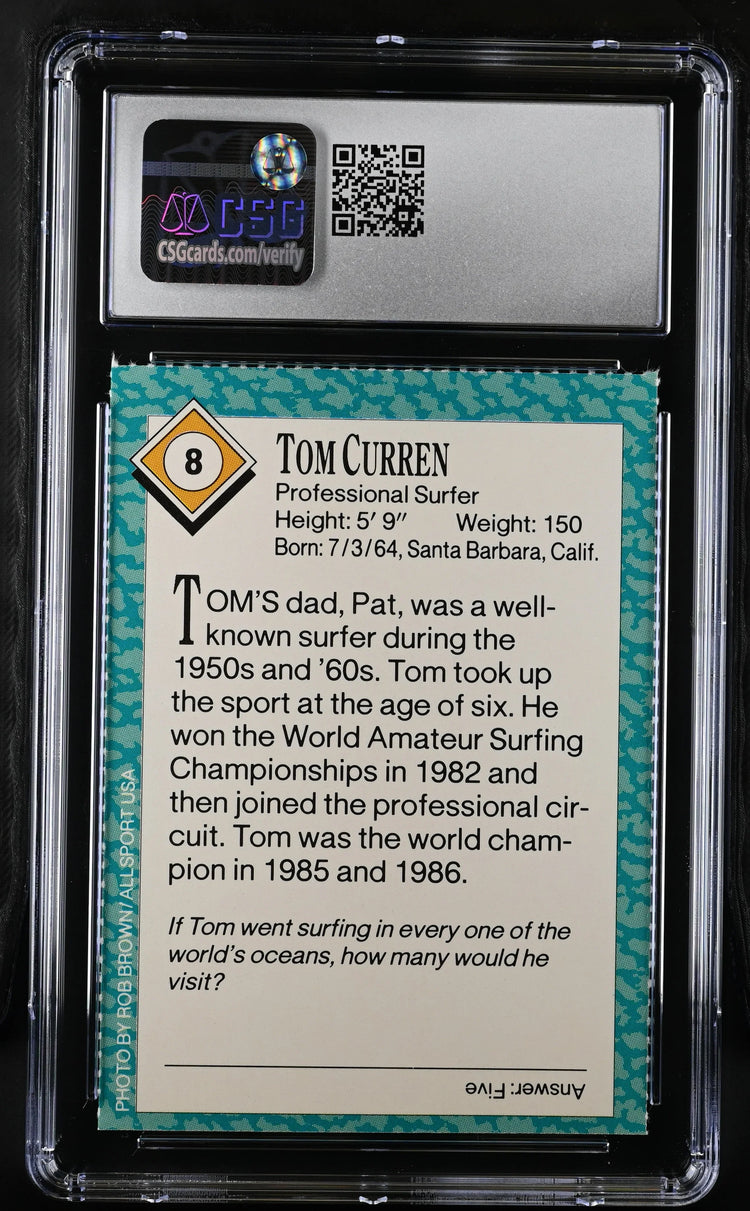 CSG
CSGcards.com/verify
8
TOM CURREN
Professional Surfer
Height: 5′ 9″ Weight: 150
Born: 7/3/64, Santa Barbara, Calif.
TOM'S dad, Pat, was a well-
known surfer during the
1950s and '60s. Tom took up
the sport at the age of six. He
won the World Amateur Surfing
Championships in 1982 and
then joined the professional cir-
cuit. Tom was the world cham-
pion in 1985 and 1986.
If Tom went surfing in every one of the
world's oceans, how many would he
visit?
Answer: Five
PHOTO BY ROB BROWN/ALLSPORT USA